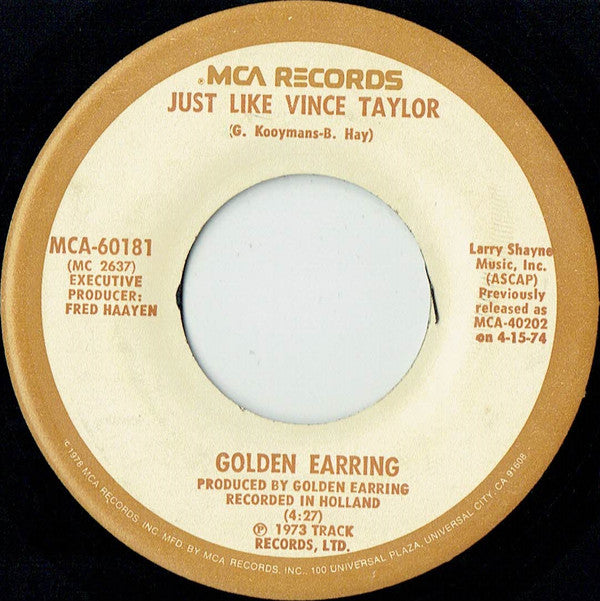 MCA RECORDS
JUST LIKE VINCE TAYLOR
(G. Kooymans-B. Hay)
MCA-60181
(MC 2637)
EXECUTIVE
PRODUCER:
FRED HAAYEN
Larry Shayne
Music, Inc.
(ASCAP)
Previously
released as
MCA-40202
on 4-15-74
GOLDEN EARRING
PRODUCED BY GOLDEN EARRING
RECORDED IN HOLLAND
(4:27)
℗ 1973 TRACK
RECORDS, LTD.
©1978 MCA RECORDS, INC. MFD. BY MCA RECORDS, INC., 100 UNIVERSAL PLAZA, UNIVERSAL CITY, CA 91608